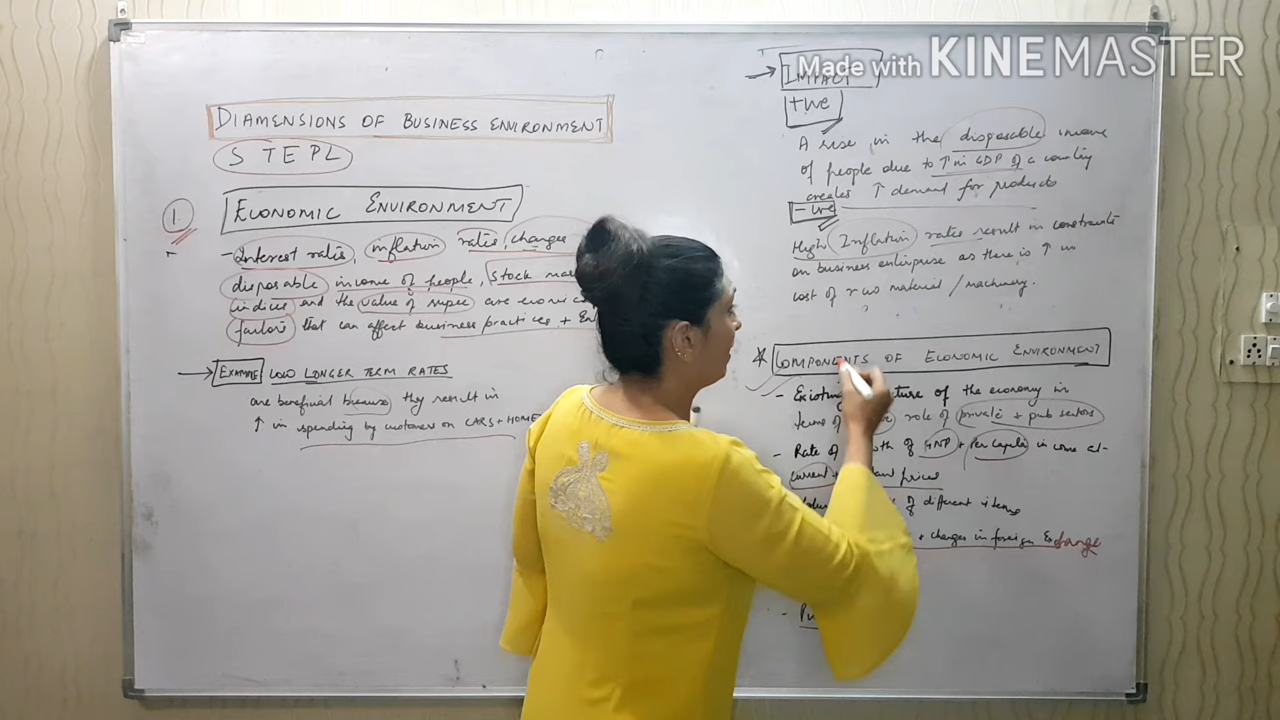 Made with KINEMASTER
DIAMENSIONS OF BUSINESS ENVIRONMENT
STEPL
1 ECONOMIC ENVIRONMENT
- Interest rates, inflation rates, changes
disposable income of people, stock
indices and the value of rupee are
factors that can affect business practices +
→ EXAMPLE LOW LONGER TERM RATES
are beneficial because they result in
↑ in spending by customers on CARS + HOME
→ IMPACT
+ve
A rise in the disposable income
of people due to ↑ in GDP of a country
creates ↑ demand for products
-ve
High Inflation rates result in constraints
on business enterprise as there is ↑ in
cost of raw material / machinery.
COMPONENTS OF ECONOMIC ENVIRONMENT
- of the economy in
role of private + pub sectors
- Rate of GNP + Per Capita income at
current prices
of different items
+ changes in foreign Exchange
-